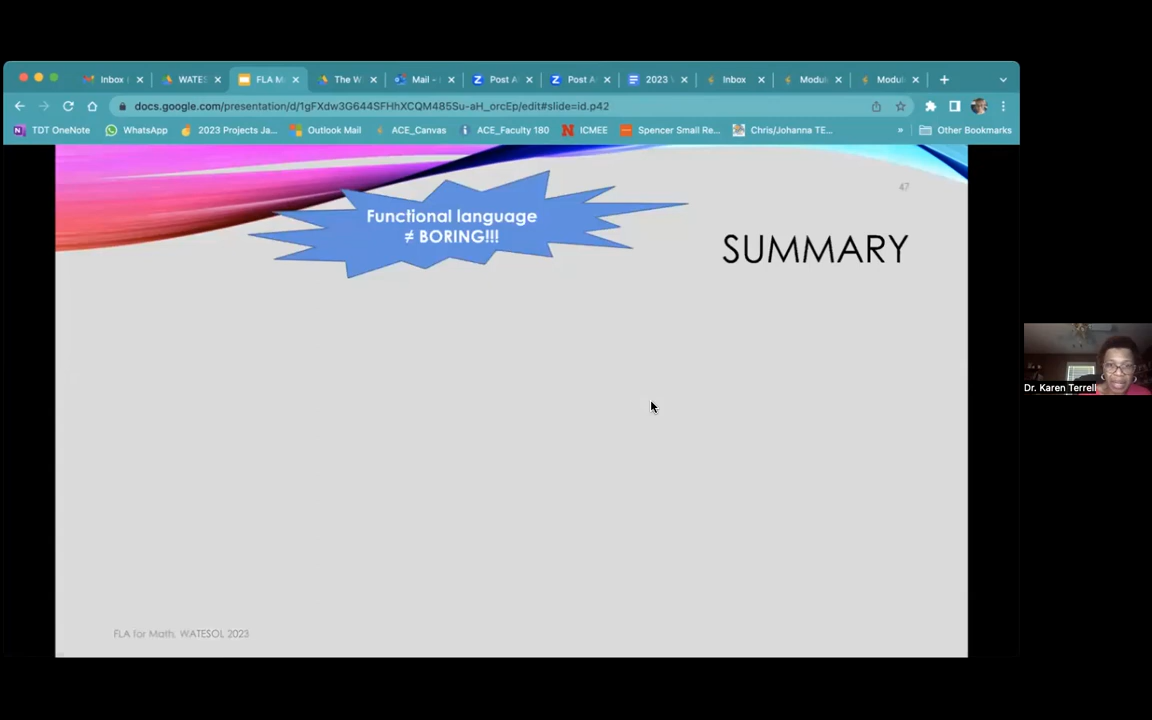 Inbox
WATES
FLA M
The W
Mail -
Post A
Post A
2023
Inbox
Modul
Modul
docs.google.com/presentation/d/1gFXdw3G644SFHhXCQM485Su-aH_orcEp/edit#slide=id.p42
TDT OneNote
WhatsApp
2023 Projects Ja...
Outlook Mail
ACE_Canvas
ACE_Faculty 180
ICMEE
Spencer Small Re...
Chris/Johanna TE...
»
Other Bookmarks
47
Functional language
≠ BORING!!!
SUMMARY
Dr. Karen Terrell
FLA for Math, WATESOL 2023